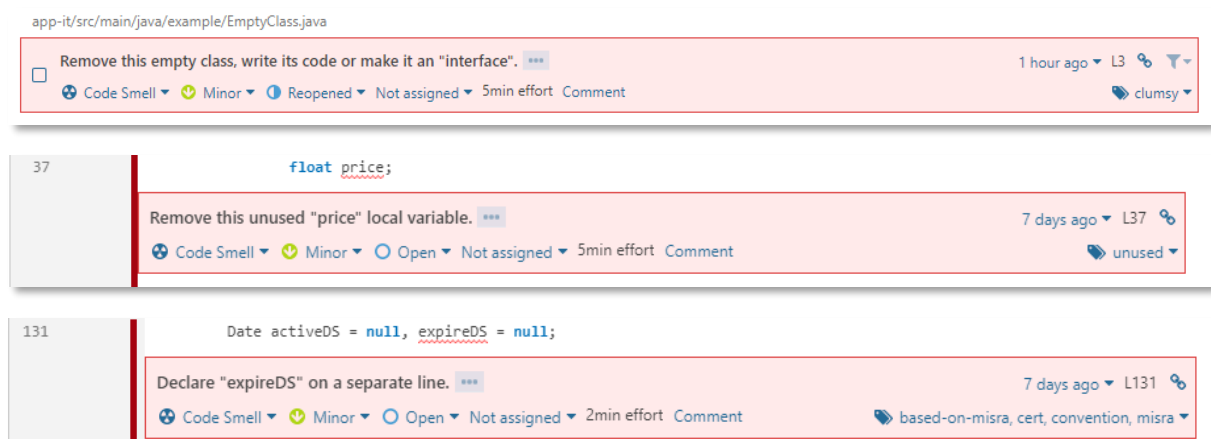 app-it/src/main/java/example/EmptyClass.java
Remove this empty class, write its code or make it an "interface". ••• 1 hour ago L3
Code Smell Minor Reopened Not assigned 5min effort Comment clumsy
37 float price;
Remove this unused "price" local variable. ••• 7 days ago L37
Code Smell Minor Open Not assigned 5min effort Comment unused
131 Date activeDS = null, expireDS = null;
Declare "expireDS" on a separate line. ••• 7 days ago L131
Code Smell Minor Open Not assigned 2min effort Comment based-on-misra, cert, convention, misra